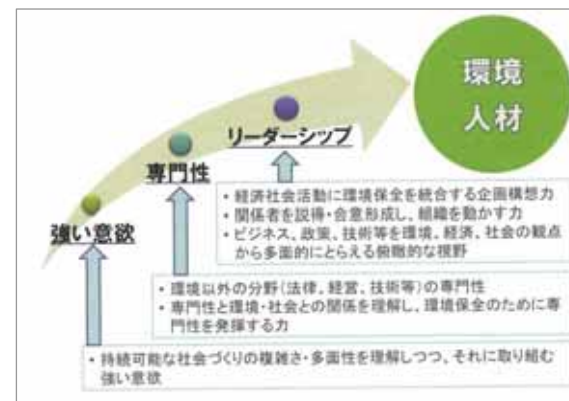 環境
人材
リーダーシップ
専門性
強い意欲
・経済社会活動に環境保全を統合する企画構想力
・関係者を説得・合意形成し、組織を動かす力
・ビジネス、政策、技術等を環境、経済、社会の観点
から多面的にとらえる俯瞰的な視野
・環境以外の分野(法律、経営、技術等)の専門性
・専門性と環境・社会との関係を理解し、環境保全のために専
門性を発揮する力
・持続可能な社会づくりの複雑さ・多面性を理解しつつ、それに取り組む
強い意欲